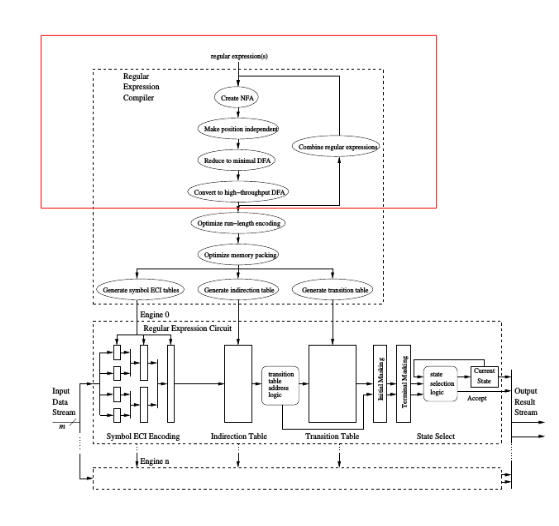 regular expression(s)
Regular
Expression
Compiler
Create NFA
Make position independent
Combine regular expressions
Reduce to minimal DFA
Convert to high-throughput DFA
Optimize run-length encoding
Optimize memory packing
Generate symbol ECI tables
Generate indirection table
Generate transition table
Engine 0
Regular Expression Circuit
Input
Data
Stream
m
transition
table
address
logic
Initial Masking
Terminal Masking
state
selection
logic
Current
State
Accept
Output
Result
Stream
Symbol ECI Encoding
Indirection Table
Transition Table
State Select
Engine n